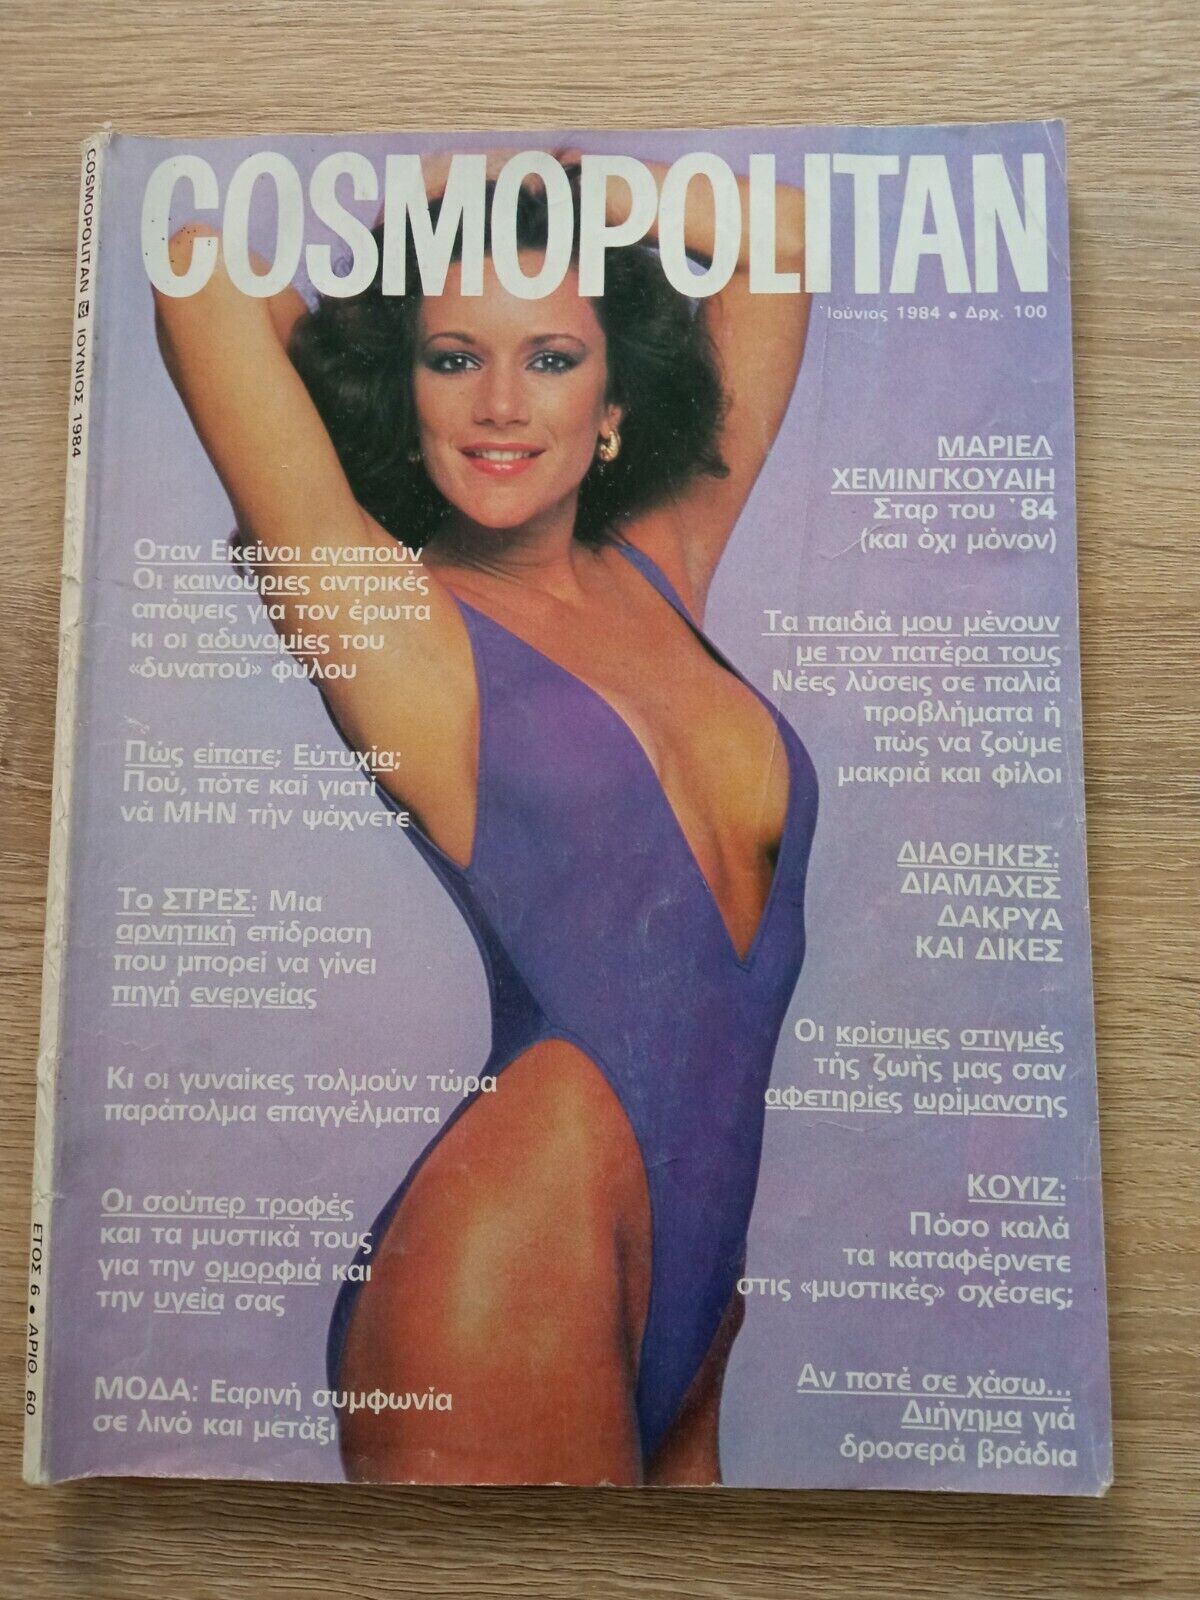 COSMOPOLITAN
Ιούνιος 1984 • Δρχ. 100
COSMOPOLITAN ΙΟΥΝΙΟΣ 1984
ΕΤΟΣ 6 • ΑΡΙΘ. 60
Οταν Εκείνοι αγαπούν
Οι καινούριες αντρικές
απόψεις για τον έρωτα
κι οι αδυναμίες του
«δυνατού» φύλου
Πώς είπατε; Εύτυχία;
Πού, πότε καί γιατί
νά ΜΗΝ τήν ψάχνετε
Το ΣΤΡΕΣ: Μια
αρνητική επίδραση
που μπορεί να γίνει
πηγή ενεργείας
Κι οι γυναίκες τολμούν τώρα
παράτολμα επαγγέλματα
Οι σούπερ τροφές
και τα μυστικά τους
για την ομορφιά και
την υγεία σας
ΜΟΔΑ: Εαρινή συμφωνία
σε λινό και μετάξι
ΜΑΡΙΕΛ
ΧΕΜΙΝΓΚΟΥΑΙΗ
Σταρ του '84
(και όχι μόνον)
Τα παιδιά μου μένουν
με τον πατέρα τους
Νέες λύσεις σε παλιά
προβλήματα ή
πώς να ζούμε
μακριά και φίλοι
ΔΙΑΘΗΚΕΣ:
ΔΙΑΜΑΧΕΣ
ΔΑΚΡΥΑ
ΚΑΙ ΔΙΚΕΣ
Οι κρίσιμες στιγμές
τής ζωής μας σαν
αφετηρίες ωρίμανσης
ΚΟΥΙΖ:
Πόσο καλά
τα καταφέρνετε
στις «μυστικές» σχέσεις;
Αν ποτέ σε χάσω...
Διήγημα γιά
δροσερά βράδια